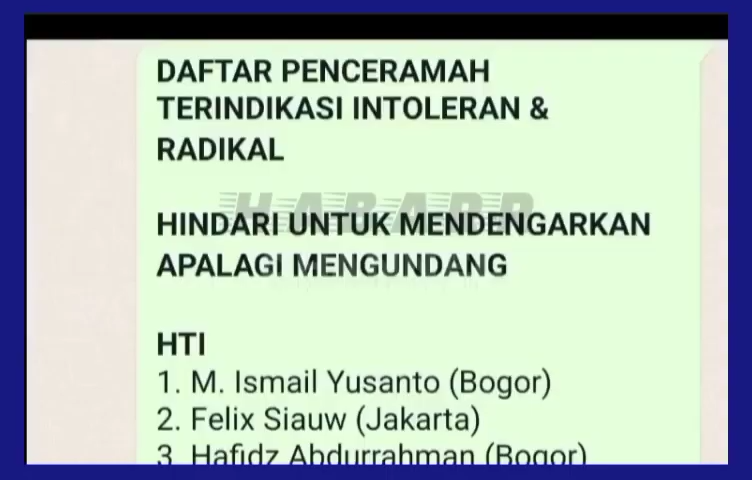 DAFTAR PENCERAMAH
TERINDIKASI INTOLERAN &
RADIKAL
HARAPP
HINDARI UNTUK MENDENGARKAN
APALAGI MENGUNDANG
HTI
1. M. Ismail Yusanto (Bogor)
2. Felix Siauw (Jakarta)
3. Hafidz Abdurrahman (Bogor)